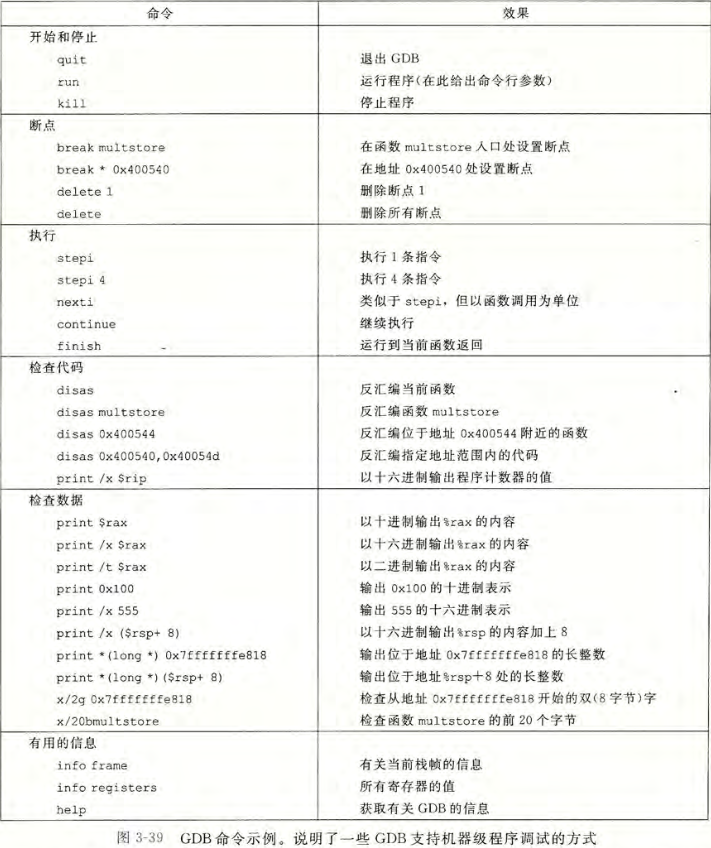 命令 效果
开始和停止
quit 退出 GDB
run 运行程序(在此给出命令行参数)
kill 停止程序
断点
break multstore 在函数 multstore 入口处设置断点
break * 0x400540 在地址 0x400540 处设置断点
delete 1 删除断点 1
delete 删除所有断点
执行
stepi 执行 1 条指令
stepi 4 执行 4 条指令
nexti 类似于 stepi，但以函数调用为单位
continue 继续执行
finish 运行到当前函数返回
检查代码
disas 反汇编当前函数
disas multstore 反汇编函数 multstore
disas 0x400544 反汇编位于地址 0x400544 附近的函数
disas 0x400540,0x40054d 反汇编指定地址范围内的代码
print /x $rip 以十六进制输出程序计数器的值
检查数据
print $rax 以十进制输出%rax 的内容
print /x $rax 以十六进制输出%rax 的内容
print /t $rax 以二进制输出%rax 的内容
print 0x100 输出 0x100 的十进制表示
print /x 555 输出 555 的十六进制表示
print /x ($rsp+ 8) 以十六进制输出%rsp 的内容加上 8
print *(long *) 0x7fffffffe818 输出位于地址 0x7fffffffe818 的长整数
print *(long *)($rsp+ 8) 输出位于地址%rsp+8 处的长整数
x/2g 0x7fffffffe818 检查从地址 0x7fffffffe818 开始的双(8 字节)字
x/20bmultstore 检查函数 multstore 的前 20 个字节
有用的信息
info frame 有关当前栈帧的信息
info registers 所有寄存器的值
help 获取有关 GDB 的信息
图 3-39 GDB 命令示例。说明了一些 GDB 支持机器级程序调试的方式